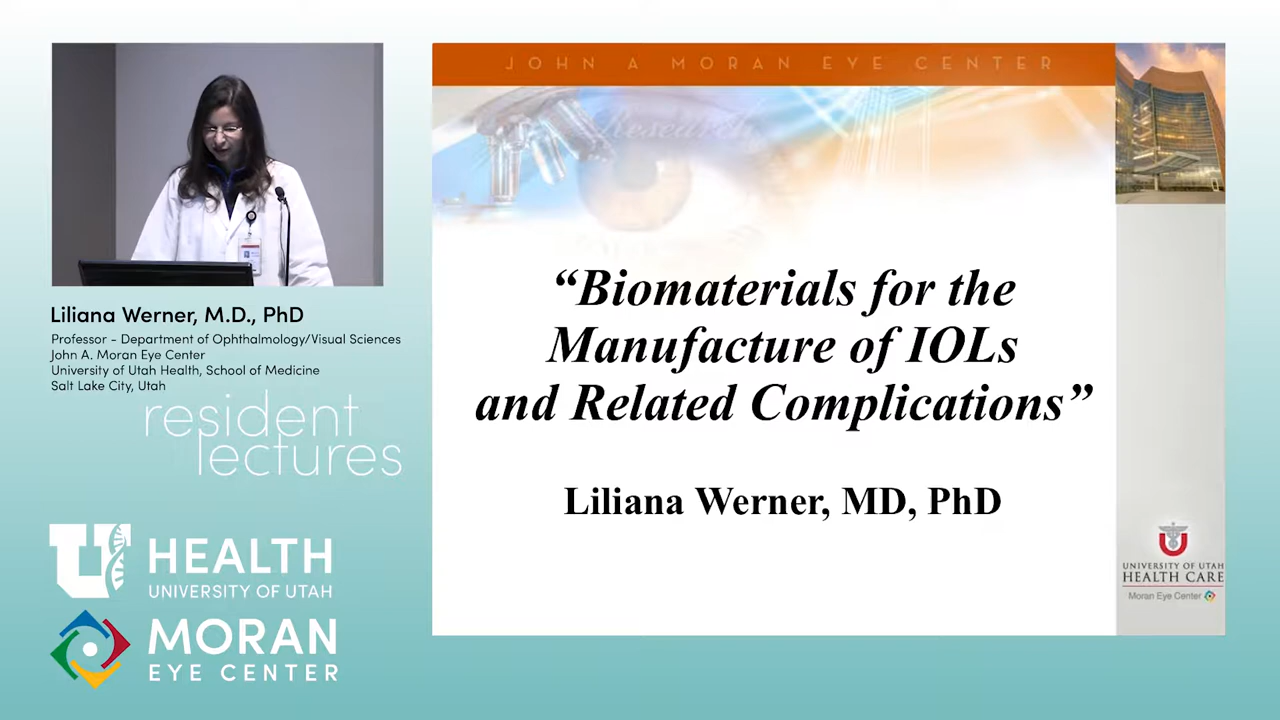 Liliana Werner, M.D., PhD
Professor - Department of Ophthalmology/Visual Sciences
John A. Moran Eye Center
University of Utah Health, School of Medicine
Salt Lake City, Utah
resident
lectures
U HEALTH
UNIVERSITY OF UTAH
MORAN
EYE CENTER
JOHN A MORAN EYE CENTER
Research
“Biomaterials for the
Manufacture of IOLs
and Related Complications”
Liliana Werner, MD, PhD
U
UNIVERSITY OF UTAH
HEALTH CARE
Moran Eye Center